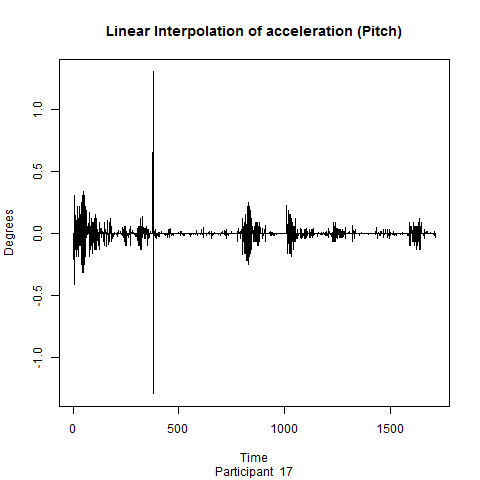 Linear Interpolation of acceleration (Pitch)
1.0
0.5
0.0
-0.5
-1.0
Degrees
0 500 1000 1500
Time
Participant 17